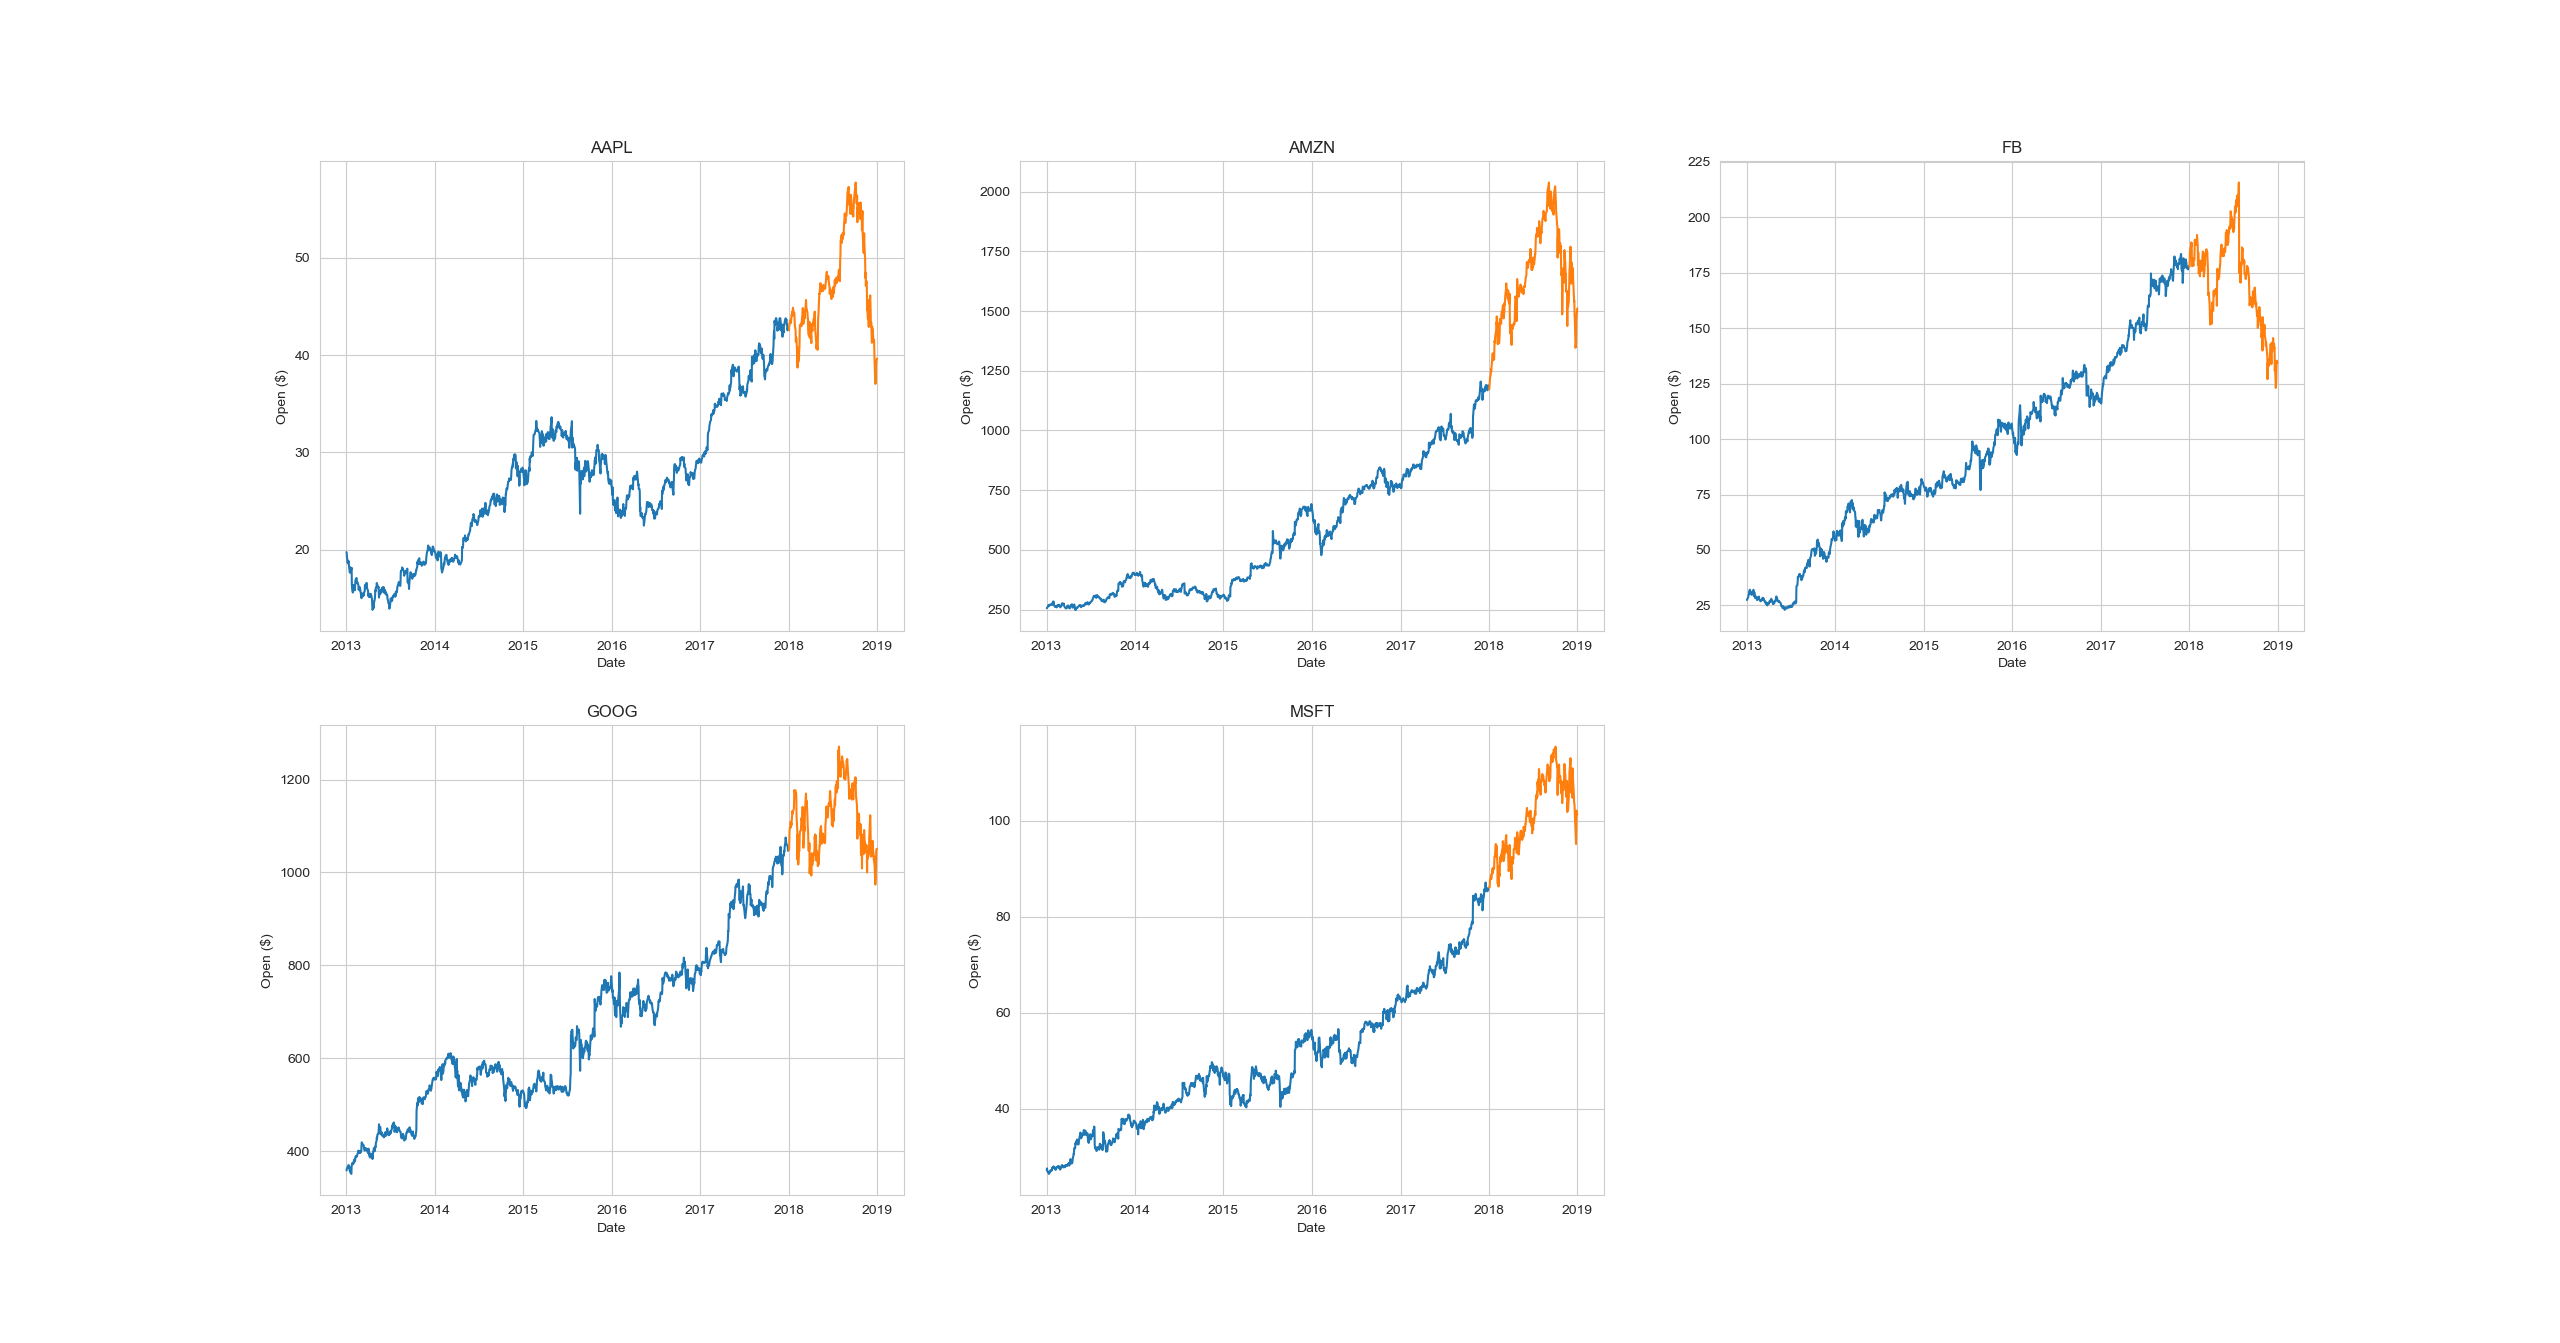 AAPL
AMZN
FB
Open ($)
50
40
30
20
2013 2014 2015 2016 2017 2018 2019
Date
Open ($)
2000
1750
1500
1250
1000
750
500
250
2013 2014 2015 2016 2017 2018 2019
Date
Open ($)
225
200
175
150
125
100
75
50
25
2013 2014 2015 2016 2017 2018 2019
Date
GOOG
MSFT
Open ($)
1200
1000
800
600
400
2013 2014 2015 2016 2017 2018 2019
Date
Open ($)
100
80
60
40
2013 2014 2015 2016 2017 2018 2019
Date